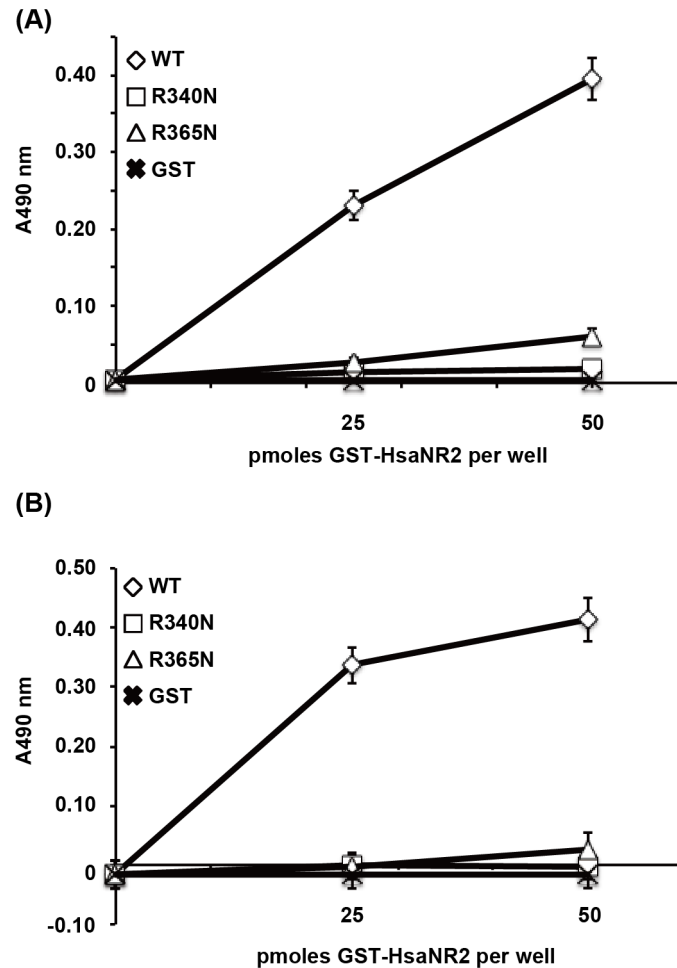 (A)
0.40
0.30
0.20
0.10
0
A490 nm
WT
R340N
R365N
GST
25 50
pmoles GST-HsaNR2 per well
(B)
0.50
0.40
0.30
0.20
0.10
0
-0.10
A490 nm
WT
R340N
R365N
GST
25 50
pmoles GST-HsaNR2 per well